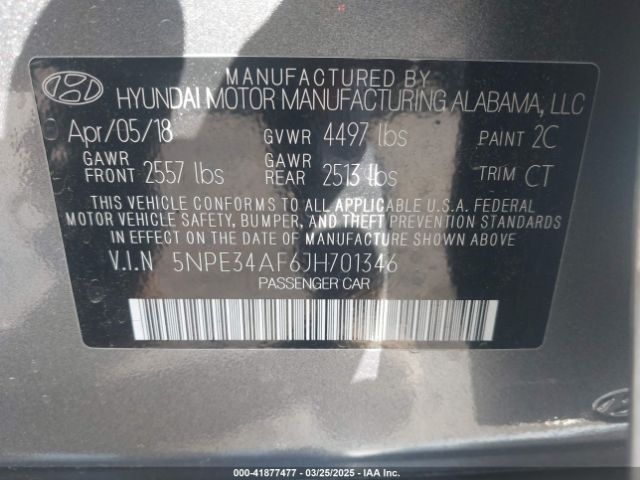 MANUFACTURED BY
HYUNDAI MOTOR MANUFACTURING ALABAMA, LLC
Apr/05/18 GVWR 4497 lbs PAINT 2C
GAWR FRONT 2557 lbs GAWR REAR 2513 lbs TRIM CT
THIS VEHICLE CONFORMS TO ALL APPLICABLE U.S.A. FEDERAL
MOTOR VEHICLE SAFETY, BUMPER, AND THEFT PREVENTION STANDARDS
IN EFFECT ON THE DATE OF MANUFACTURE SHOWN ABOVE.
V.I.N 5NPE34AF6JH701346
PASSENGER CAR
000-41877477 - 03/25/2025 - IAA Inc.